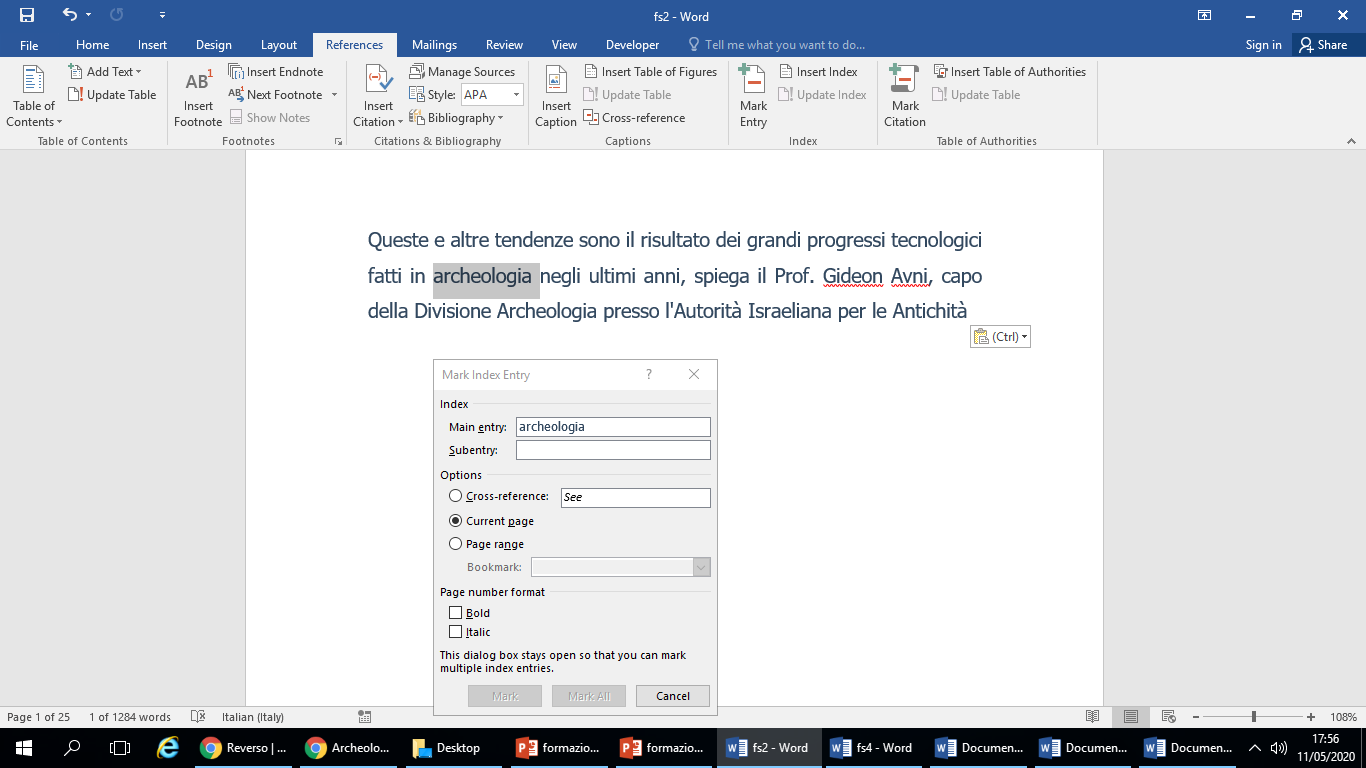 fs2 - Word
File Home Insert Design Layout References Mailings Review View Developer Tell me what you want to do... Sign in Share
Table of Contents
Add Text
Update Table
Table of Contents
AB1
Insert Footnote
Insert Endnote
Next Footnote
Show Notes
Footnotes
Insert Citation
Manage Sources
Style: APA
Bibliography
Citations & Bibliography
Insert Caption
Insert Table of Figures
Update Table
Cross-reference
Captions
Mark Entry
Insert Index
Update Index
Index
Mark Citation
Insert Table of Authorities
Update Table
Table of Authorities
Queste e altre tendenze sono il risultato dei grandi progressi tecnologici
fatti in archeologia negli ultimi anni, spiega il Prof. Gideon Avni, capo
della Divisione Archeologia presso l'Autorità Israeliana per le Antichità
(Ctrl)
Mark Index Entry ?
Index
Main entry: archeologia
Subentry:
Options
Cross-reference: See
Current page
Page range
Bookmark:
Page number format
Bold
Italic
This dialog box stays open so that you can mark
multiple index entries.
Mark Mark All Cancel
Page 1 of 25 1 of 1284 words Italian (Italy) 108%
Reverso | ... Archeolo... Desktop formazio... formazio... fs2 - Word fs4 - Word Documen... Documen... Documen...
17:56
11/05/2020